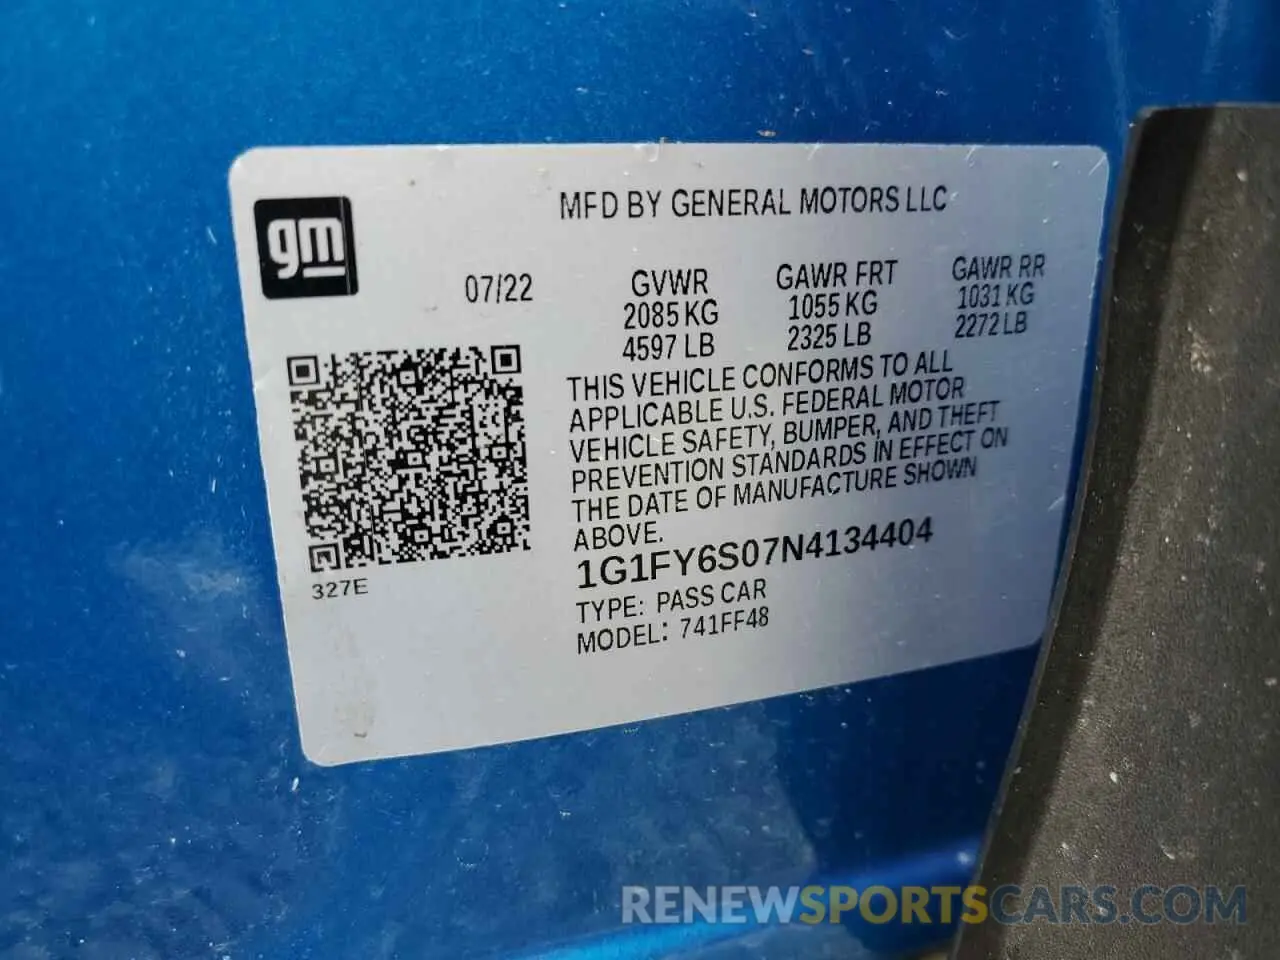 MFD BY GENERAL MOTORS LLC
gm
07/22
GVWR GAWR FRT GAWR RR
2085 KG 1055 KG 1031 KG
4597 LB 2325 LB 2272 LB
THIS VEHICLE CONFORMS TO ALL
APPLICABLE U.S. FEDERAL MOTOR
VEHICLE SAFETY, BUMPER, AND THEFT
PREVENTION STANDARDS IN EFFECT ON
THE DATE OF MANUFACTURE SHOWN
ABOVE.
1G1FY6S07N4134404
327E
TYPE: PASS CAR
MODEL: 741FF48
RENEWSPORTSCARS.COM